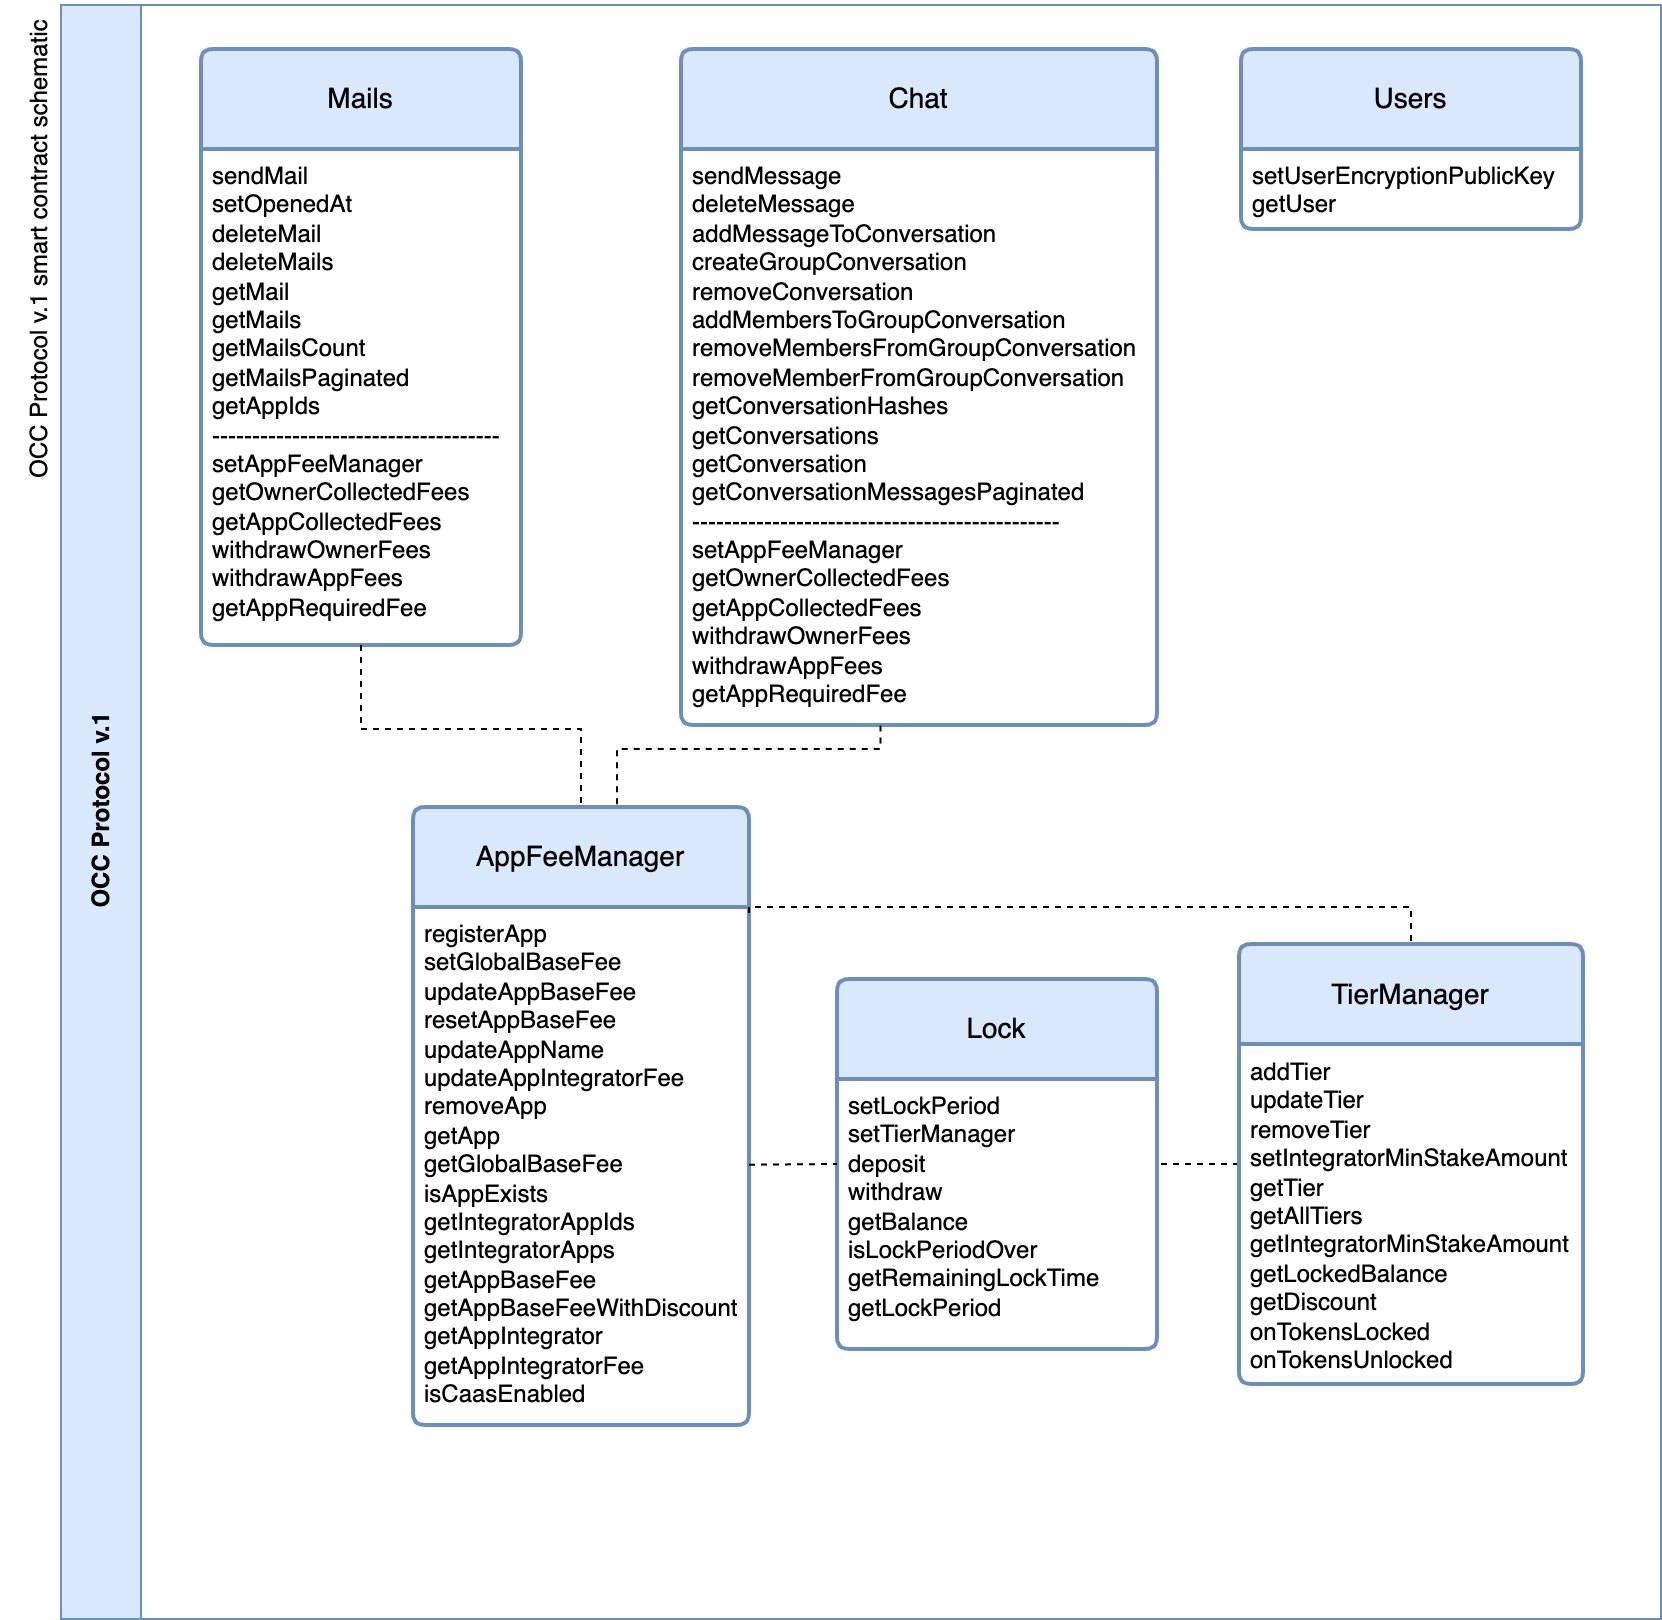 OCC Protocol v.1 smart contract schematic
OCC Protocol v.1
Mails
sendMail
setOpenedAt
deleteMail
deleteMails
getMail
getMails
getMailsCount
getMailsPaginated
getAppIds
------------------------------------
setAppFeeManager
getOwnerCollectedFees
getAppCollectedFees
withdrawOwnerFees
withdrawAppFees
getAppRequiredFee
Chat
sendMessage
deleteMessage
addMessageToConversation
createGroupConversation
removeConversation
addMembersToGroupConversation
removeMembersFromGroupConversation
removeMemberFromGroupConversation
getConversationHashes
getConversations
getConversation
getConversationMessagesPaginated
----------------------------------------------
setAppFeeManager
getOwnerCollectedFees
getAppCollectedFees
withdrawOwnerFees
withdrawAppFees
getAppRequiredFee
Users
setUserEncryptionPublicKey
getUser
AppFeeManager
registerApp
setGlobalBaseFee
updateAppBaseFee
resetAppBaseFee
updateAppName
updateAppIntegratorFee
removeApp
getApp
getGlobalBaseFee
isAppExists
getIntegratorAppIds
getIntegratorApps
getAppBaseFee
getAppBaseFeeWithDiscount
getAppIntegrator
getAppIntegratorFee
isCaasEnabled
Lock
setLockPeriod
setTierManager
deposit
withdraw
getBalance
isLockPeriodOver
getRemainingLockTime
getLockPeriod
TierManager
addTier
updateTier
removeTier
setIntegratorMinStakeAmount
getTier
getAllTiers
getIntegratorMinStakeAmount
getLockedBalance
getDiscount
onTokensLocked
onTokensUnlocked